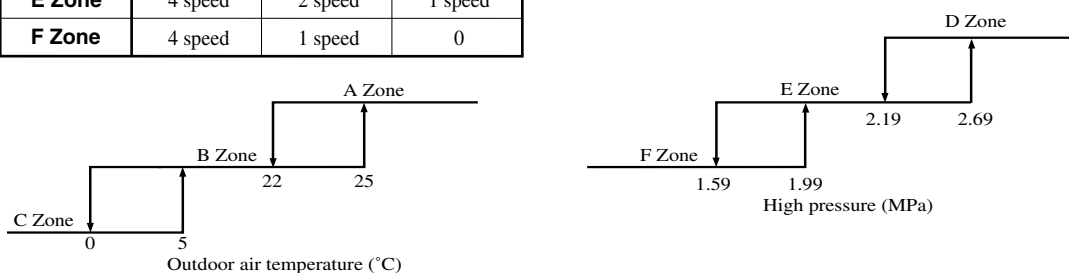 E Zone 4 speed 2 speed 1 speed
F Zone 4 speed 1 speed 0
A Zone
B Zone
22 25
C Zone
0 5
Outdoor air temperature (˚C)
D Zone
E Zone
2.19 2.69
F Zone
1.59 1.99
High pressure (MPa)